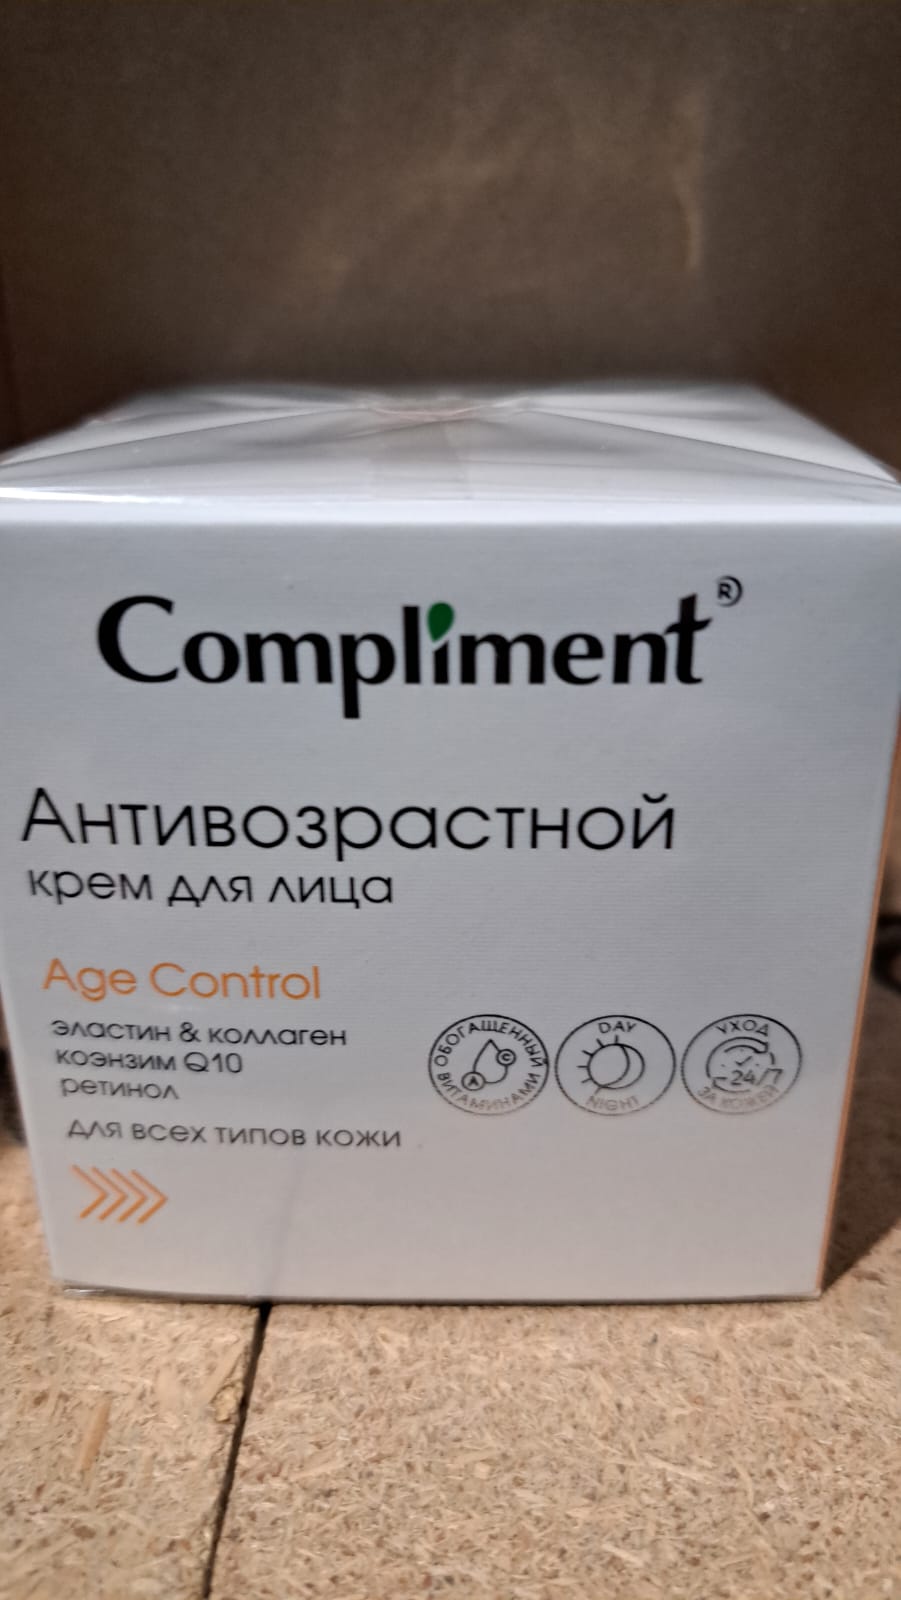 Compliment®
Антивозрастной
крем для лица
Age Control
эластин & коллаген
коэнзим Q10
ретинол
для всех типов кожи
ОБОГАЩЕННЫЙ
ВИТАМИНАМИ
A
C
DAY
NIGHT
УХОД
24/7
ЗА КОЖЕЙ